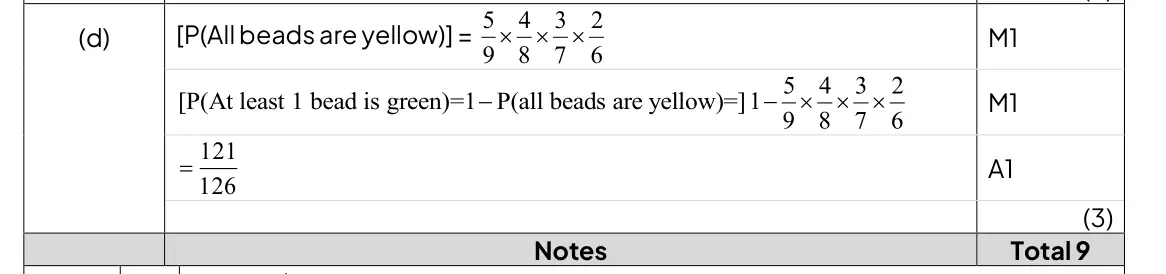 (d) [P(All beads are yellow)] = 5/9 × 4/8 × 3/7 × 2/6 M1
[P(At least 1 bead is green)=1– P(all beads are yellow)=] 1 – 5/9 × 4/8 × 3/7 × 2/6 M1
= 121/126 A1
(3)
Notes Total 9